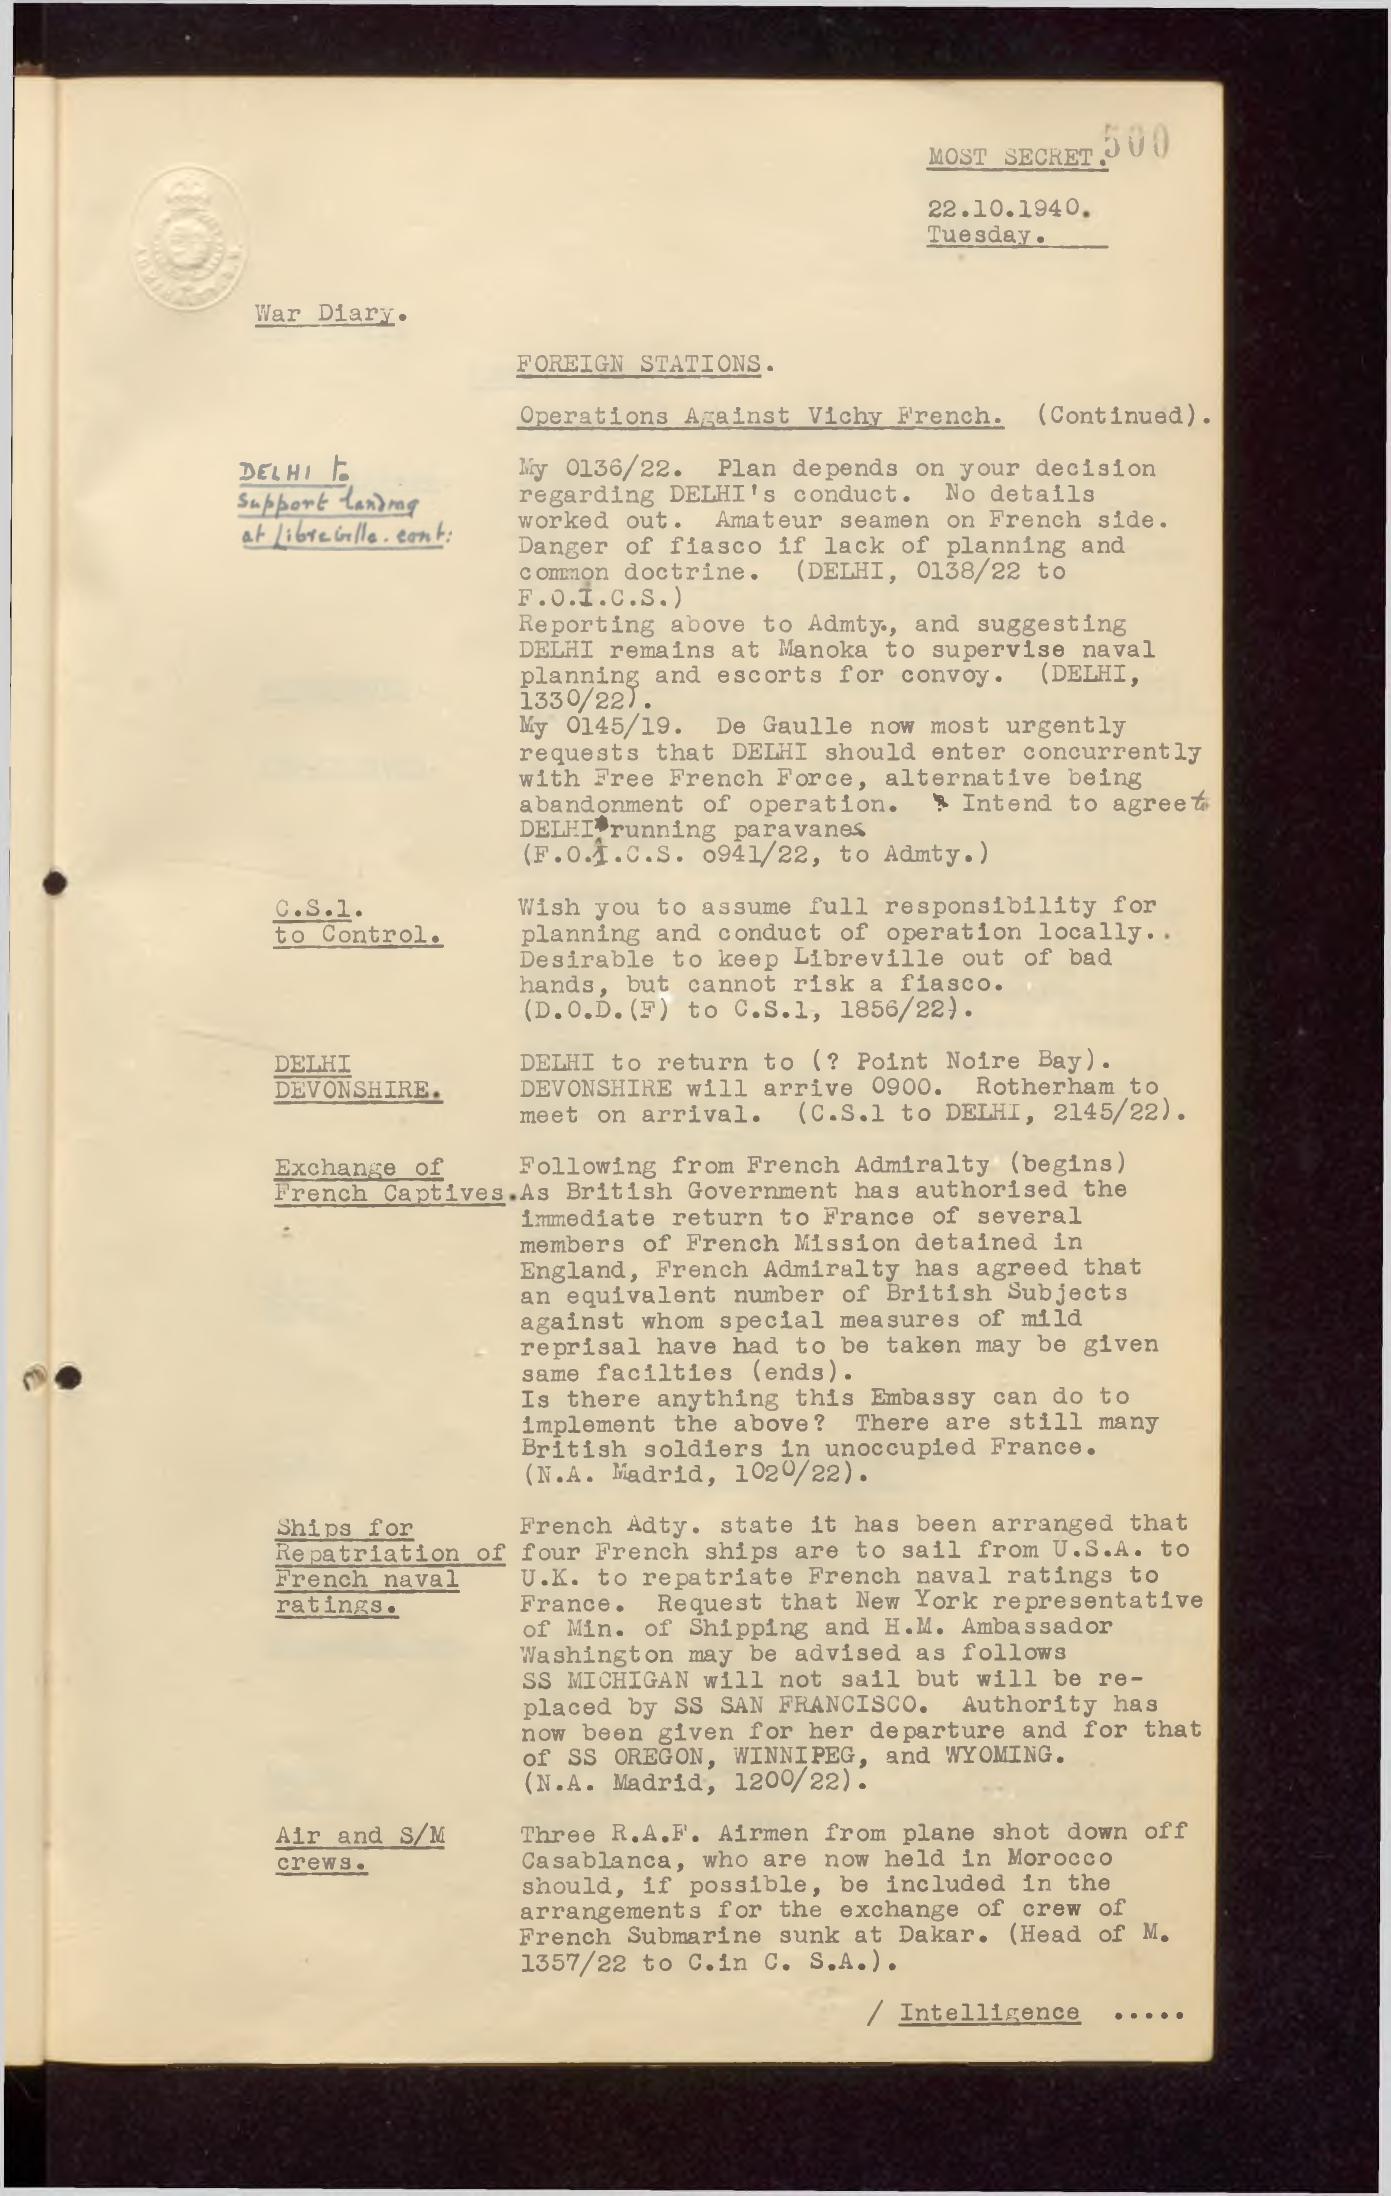 MOST SECRET.
500
22.10.1940.
Tuesday.
War Diary.
FOREIGN STATIONS.
Operations Against Vichy French. (Continued).
DELHI to
support landing
at Libreville. cont:
My 0136/22. Plan depends on your decision
regarding DELHI's conduct. No details
worked out. Amateur seamen on French side.
Danger of fiasco if lack of planning and
common doctrine. (DELHI, 0138/22 to
F.O.I.C.S.)
Reporting above to Admty., and suggesting
DELHI remains at Manoka to supervise naval
planning and escorts for convoy. (DELHI,
1330/22).
My 0145/19. De Gaulle now most urgently
requests that DELHI should enter concurrently
with Free French Force, alternative being
abandonment of operation. Intend to agree to
DELHI running paravanes
(F.O.I.C.S. o941/22, to Admty.)
C.S.1.
to Control.
Wish you to assume full responsibility for
planning and conduct of operation locally..
Desirable to keep Libreville out of bad
hands, but cannot risk a fiasco.
(D.O.D.(F) to C.S.1, 1856/22).
DELHI
DEVONSHIRE.
DELHI to return to (? Point Noire Bay).
DEVONSHIRE will arrive 0900. Rotherham to
meet on arrival. (C.S.1 to DELHI, 2145/22).
Exchange of
French Captives.
Following from French Admiralty (begins)
As British Government has authorised the
immediate return to France of several
members of French Mission detained in
England, French Admiralty has agreed that
an equivalent number of British Subjects
against whom special measures of mild
reprisal have had to be taken may be given
same facilties (ends).
Is there anything this Embassy can do to
implement the above? There are still many
British soldiers in unoccupied France.
(N.A. Madrid, 1020/22).
Ships for
Repatriation of
French naval
ratings.
French Adty. state it has been arranged that
four French ships are to sail from U.S.A. to
U.K. to repatriate French naval ratings to
France. Request that New York representative
of Min. of Shipping and H.M. Ambassador
Washington may be advised as follows
SS MICHIGAN will not sail but will be re-
placed by SS SAN FRANCISCO. Authority has
now been given for her departure and for that
of SS OREGON, WINNIPEG, and WYOMING.
(N.A. Madrid, 1200/22).
Air and S/M
crews.
Three R.A.F. Airmen from plane shot down off
Casablanca, who are now held in Morocco
should, if possible, be included in the
arrangements for the exchange of crew of
French Submarine sunk at Dakar. (Head of M.
1357/22 to C.in C. S.A.).
/ Intelligence .....